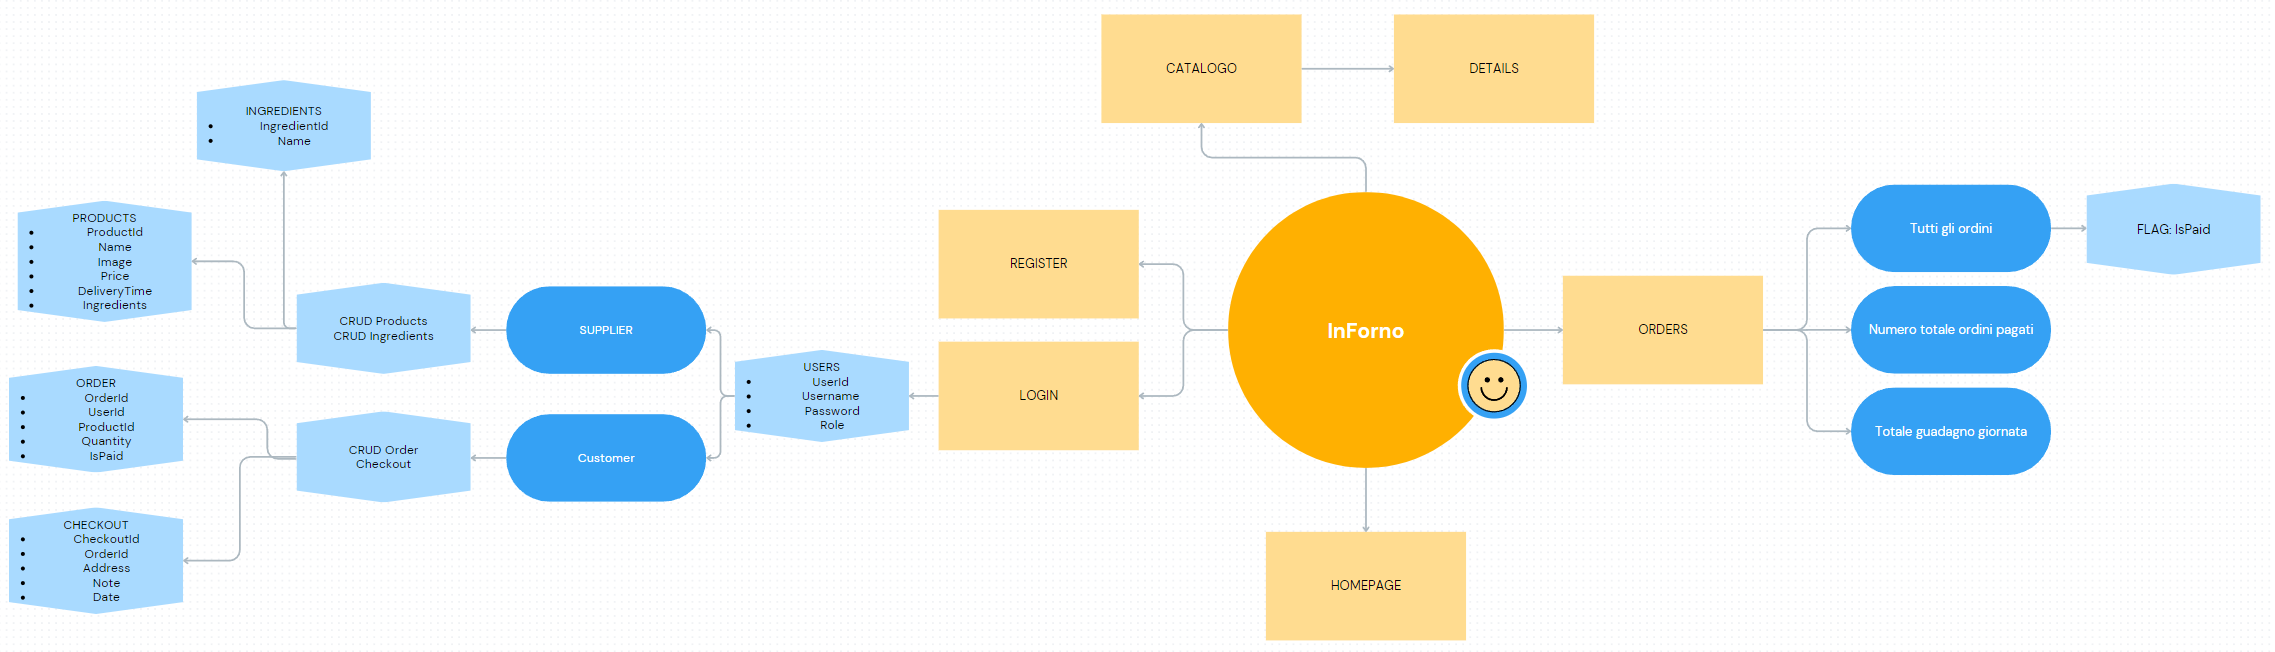 CATALOGO
DETAILS
INGREDIENTS
• IngredientId
• Name
PRODUCTS
• ProductId
• Name
• Image
• Price
• DeliveryTime
• Ingredients
CRUD Products
CRUD Ingredients
SUPPLIER
ORDER
• OrderId
• UserId
• ProductId
• Quantity
• IsPaid
CRUD Order
Checkout
Customer
CHECKOUT
• CheckoutId
• OrderId
• Address
• Note
• Date
USERS
• UserId
• Username
• Password
• Role
REGISTER
LOGIN
InForno
HOMEPAGE
ORDERS
Tutti gli ordini
FLAG: IsPaid
Numero totale ordini pagati
Totale guadagno giornata